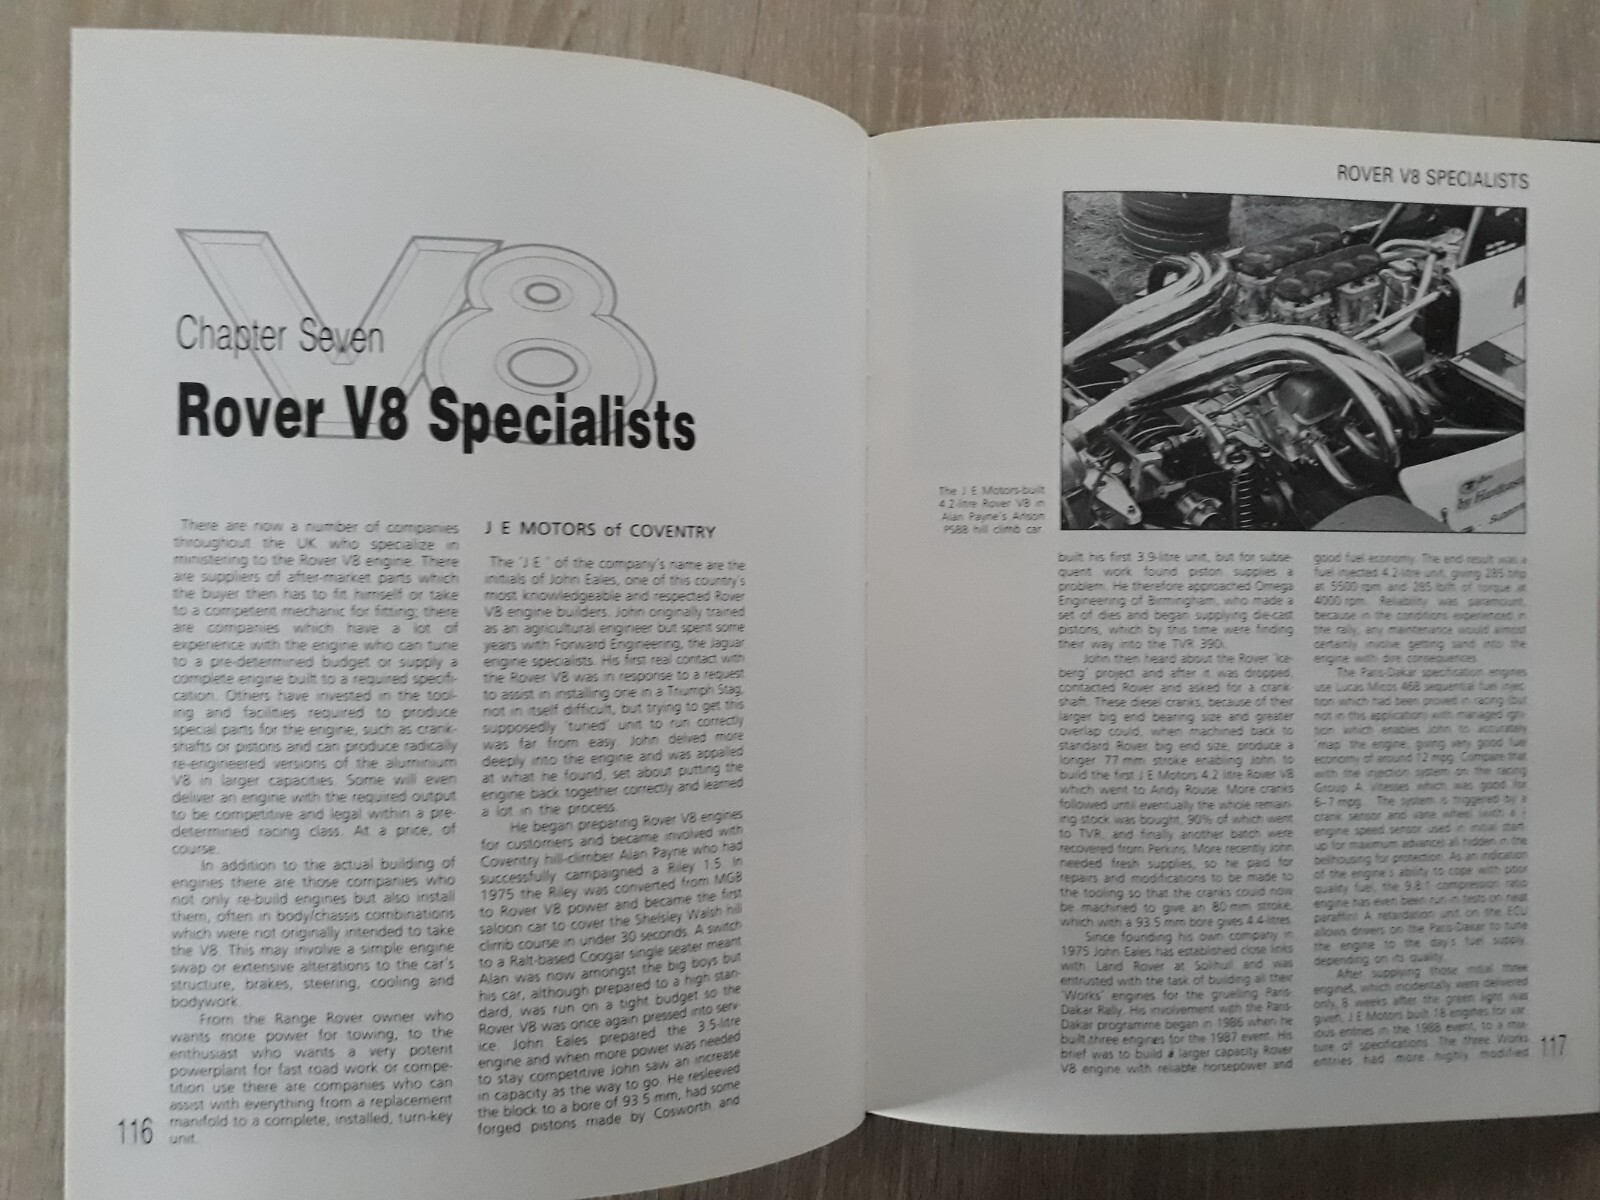 Chapter Seven
Rover V8 Specialists
There are now a number of companies
throughout the UK who specialize in
ministering to the Rover V8 engine. There
are suppliers of after-market parts which
the buyer then has to fit himself or take
to a competent mechanic for fitting; there
are companies which have a lot of
experience with the engine who can tune
to a pre-determined budget or supply a
complete engine built to a required specifi-
cation. Others have invested in the tool-
ing and facilities required to produce
special parts for the engine, such as crank-
shafts or pistons and can produce radically
re-engineered versions of the aluminium
V8 in larger capacities. Some will even
deliver an engine with the required output
to be competitive and legal within a pre-
determined racing class. At a price, of
course.
In addition to the actual building of
engines there are those companies who
not only re-build engines but also install
them, often in body/chassis combinations
which were not originally intended to take
the V8. This may involve a simple engine
swap or extensive alterations to the car's
structure, brakes, steering, cooling and
bodywork.
From the Range Rover owner who
wants more power for towing, to the
enthusiast who wants a very potent
powerplant for fast road work or compe-
tition use there are companies who can
assist with everything from a replacement
manifold to a complete, installed, turn-key
unit.
116
J E MOTORS of COVENTRY
The 'J E ' of the company's name are the
initials of John Eales, one of this country's
most knowledgeable and respected Rover
V8 engine builders. John originally trained
as an agricultural engineer but spent some
years with Forward Engineering, the Jaguar
engine specialists. His first real contact with
the Rover V8 was in response to a request
to assist in installing one in a Triumph Stag,
not in itself difficult, but trying to get this
supposedly 'tuned' unit to run correctly
was far from easy. John delved more
deeply into the engine and was appalled
at what he found, set about putting the
engine back together correctly and learned
a lot in the process.
He began preparing Rover V8 engines
for customers and became involved with
Coventry hill-climber Alan Payne who had
successfully campaigned a Riley 1.5. In
1975 the Riley was converted from MGB
to Rover V8 power and became the first
saloon car to cover the Shelsley Walsh hill
climb course in under 30 seconds. A switch
to a Ralt-based Coogar single seater meant
Alan was now amongst the big boys but
his car, although prepared to a high stan-
dard, was run on a tight budget so the
Rover V8 was once again pressed into serv-
ice. John Eales prepared the 3.5-litre
engine and when more power was needed
to stay competitive John saw an increase
in capacity as the way to go. He resleeved
the block to a bore of 93.5 mm, had some
forged pistons made by Cosworth and
ROVER V8 SPECIALISTS
The J E Motors-built
4.2-litre Rover V8 in
Alan Payne's Anson
PS8B hill climb car.
built his first 3.9-litre unit, but for subse-
quent work found piston supplies a
problem. He therefore approached Omega
Engineering of Birmingham, who made a
set of dies and began supplying die-cast
pistons, which by this time were finding
their way into the TVR 390i.
John then heard about the Rover 'Ice-
berg' project and after it was dropped,
contacted Rover and asked for a crank-
shaft. These diesel cranks, because of their
larger big end bearing size and greater
overlap could, when machined back to
standard Rover big end size, produce a
longer 77 mm stroke enabling John to
build the first J E Motors 4.2 litre Rover V8
which went to Andy Rouse. More cranks
followed until eventually the whole remain-
ing stock was bought, 90% of which went
to TVR, and finally another batch were
recovered from Perkins. More recently John
needed fresh supplies, so he paid for
repairs and modifications to be made to
the tooling so that the cranks could now
be machined to give an 80 mm stroke,
which with a 93.5 mm bore gives 4.4-litres.
Since founding his own company in
1975 John Eales has established close links
with Land Rover at Solihull and was
entrusted with the task of building all their
'Works' engines for the gruelling Paris-
Dakar Rally. His involvement with the Paris-
Dakar programme began in 1986 when he
built three engines for the 1987 event. His
brief was to build a larger capacity Rover
V8 engine with reliable horsepower and
good fuel economy. The end result was a
fuel injected 4.2 litre unit, giving 285 bhp
at 5500 rpm and 285 lb/ft of torque at
4000 rpm. Reliability was paramount,
because in the conditions experienced in
the rally, any maintenance would almost
certainly involve getting sand into the
engine with dire consequences.
The Paris-Dakar specification engines
use Lucas Micos 468 sequential fuel injec-
tion which had been proved in racing (but
not in this application) with managed igni-
tion which enables John to accurately
'map' the engine, giving very good fuel
economy of around 12 mpg. Compare that
with the injection system on the racing
Group A Vitesses which was good for
6-7 mpg. The system is triggered by a
crank sensor and vane wheel (with a
engine speed sensor used in initial start
up for maximum advance) all hidden in the
bellhousing for protection. As an indication
of the engine's ability to cope with poor
quality fuel, the 9.8:1 compression ratio
engine has even been run in tests on neat
paraffin! A retardation unit on the ECU
allows drivers on the Paris-Dakar to tune
the engine to the day's fuel supply,
depending on its quality.
After supplying those initial three
engines, which incidentally were delivered
only 8 weeks after the green light was
given, J E Motors built 18 engines for var-
ious entries in the 1988 event, to a mix-
ture of specifications. The three Works
entries had more highly modified
117